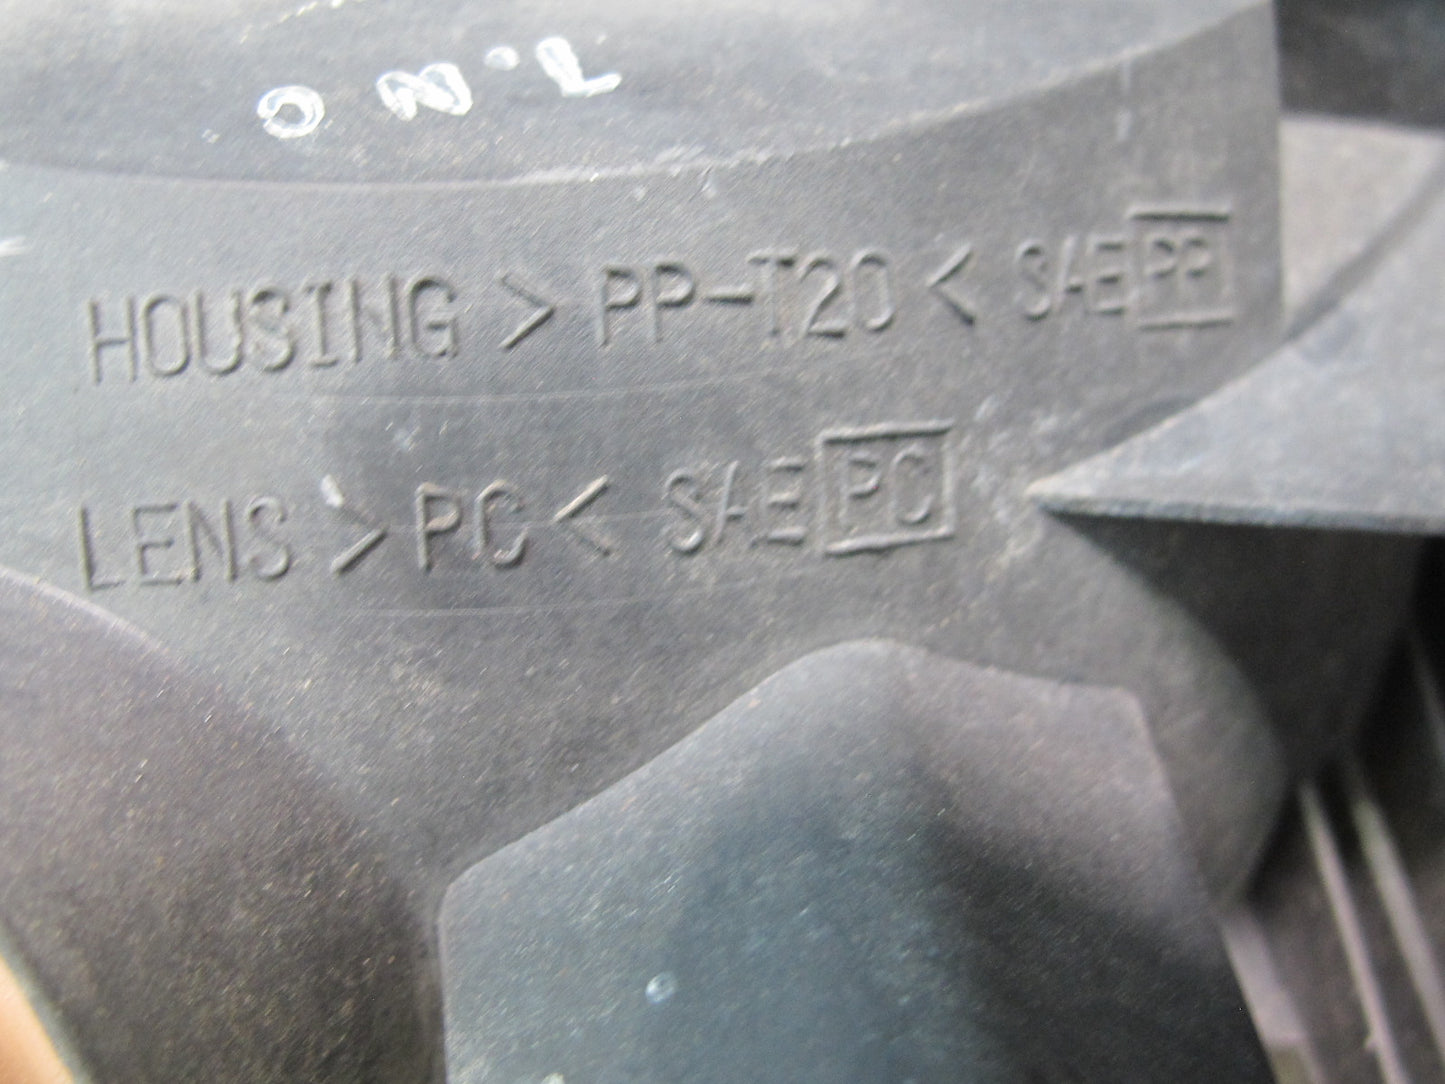 HOUSING >PP-T20< SAE PP
LENS >PC< SAE PC